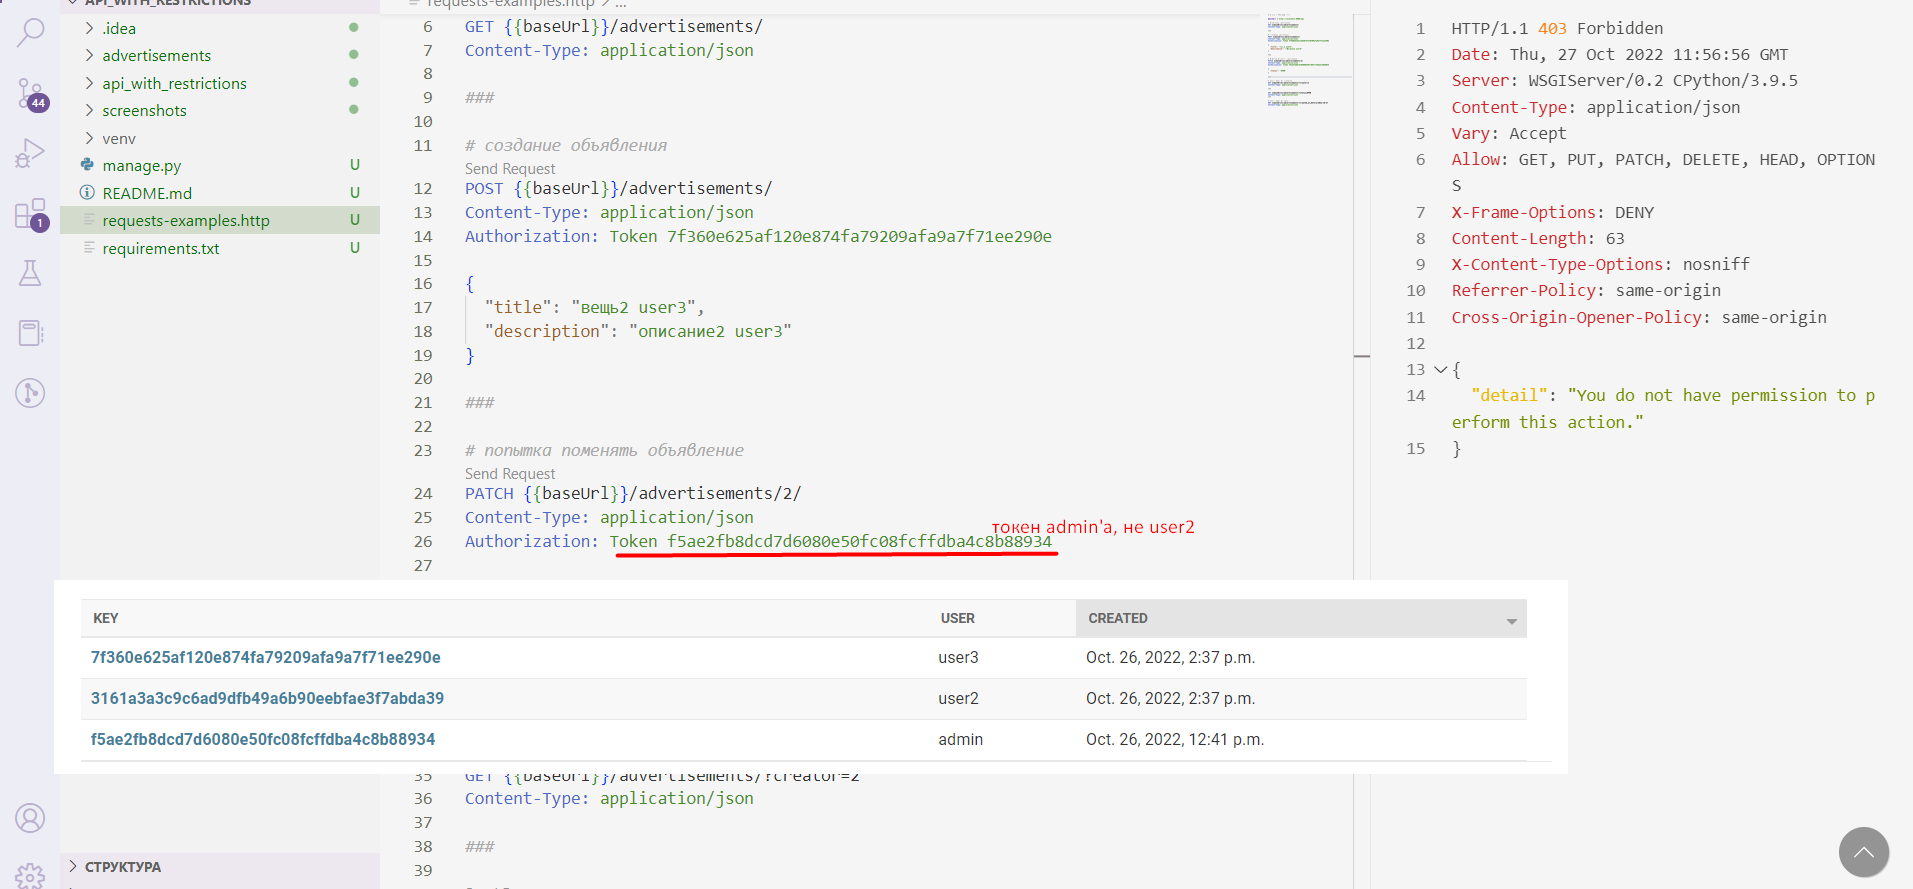 API_WITH_RESTRICTIONS
.idea
advertisements
api_with_restrictions
screenshots
venv
manage.py U
README.md U
requests-examples.http U
requirements.txt U
44
1
СТРУКТУРА
requests-examples.http > ...
6 GET {{baseUrl}}/advertisements/
7 Content-Type: application/json
8
9 ###
10
11 # создание объявления
Send Request
12 POST {{baseUrl}}/advertisements/
13 Content-Type: application/json
14 Authorization: Token 7f360e625af120e874fa79209afa9a7f71ee290e
15
16 {
17 "title": "вещь2 user3",
18 "description": "описание2 user3"
19 }
20
21 ###
22
23 # попытка поменять объявление
Send Request
24 PATCH {{baseUrl}}/advertisements/2/
25 Content-Type: application/json
токен admin'а, не user2
26 Authorization: Token f5ae2fb8dcd7d6080e50fc08fcffdba4c8b88934
27
KEY USER CREATED
7f360e625af120e874fa79209afa9a7f71ee290e user3 Oct. 26, 2022, 2:37 p.m.
3161a3a3c9c6ad9dfb49a6b90eebfae3f7abda39 user2 Oct. 26, 2022, 2:37 p.m.
f5ae2fb8dcd7d6080e50fc08fcffdba4c8b88934 admin Oct. 26, 2022, 12:41 p.m.
35 GET {{baseUrl}}/advertisements/?creator=2
36 Content-Type: application/json
37
38 ###
39
1 HTTP/1.1 403 Forbidden
2 Date: Thu, 27 Oct 2022 11:56:56 GMT
3 Server: WSGIServer/0.2 CPython/3.9.5
4 Content-Type: application/json
5 Vary: Accept
6 Allow: GET, PUT, PATCH, DELETE, HEAD, OPTION
S
7 X-Frame-Options: DENY
8 Content-Length: 63
9 X-Content-Type-Options: nosniff
10 Referrer-Policy: same-origin
11 Cross-Origin-Opener-Policy: same-origin
12
13 {
14 "detail": "You do not have permission to p
erform this action."
15 }